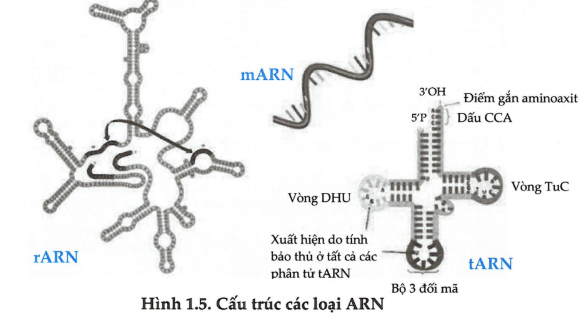 mARN
3'OH
Điểm gắn aminoaxit
5'P
Dấu CCA
Vòng DHU
Vòng TuC
Xuất hiện do tính
bảo thủ ở tất cả các
phân tử tARN
rARN
tARN
Bộ 3 đối mã
Hình 1.5. Cấu trúc các loại ARN